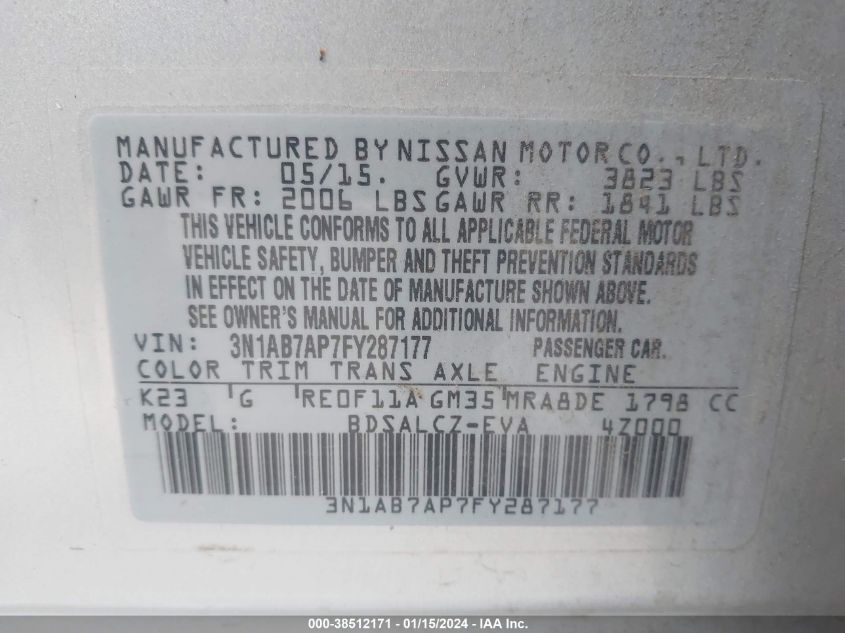 MANUFACTURED BY NISSAN MOTOR CO., LTD.
DATE: 05/15. GVWR: 3823 LBS
GAWR FR: 2006 LBS GAWR RR: 1841 LBS
THIS VEHICLE CONFORMS TO ALL APPLICABLE FEDERAL MOTOR
VEHICLE SAFETY, BUMPER AND THEFT PREVENTION STANDARDS
IN EFFECT ON THE DATE OF MANUFACTURE SHOWN ABOVE.
SEE OWNER'S MANUAL FOR ADDITIONAL INFORMATION.
VIN: 3N1AB7AP7FY287177 PASSENGER CAR.
COLOR TRIM TRANS AXLE ENGINE
K23 G RE0F11A GM35 MRA8DE 1798 CC
MODEL: BDSALCZ-EVA 4Z000
3N1AB7AP7FY287177
000-38512171 - 01/15/2024 - IAA Inc.